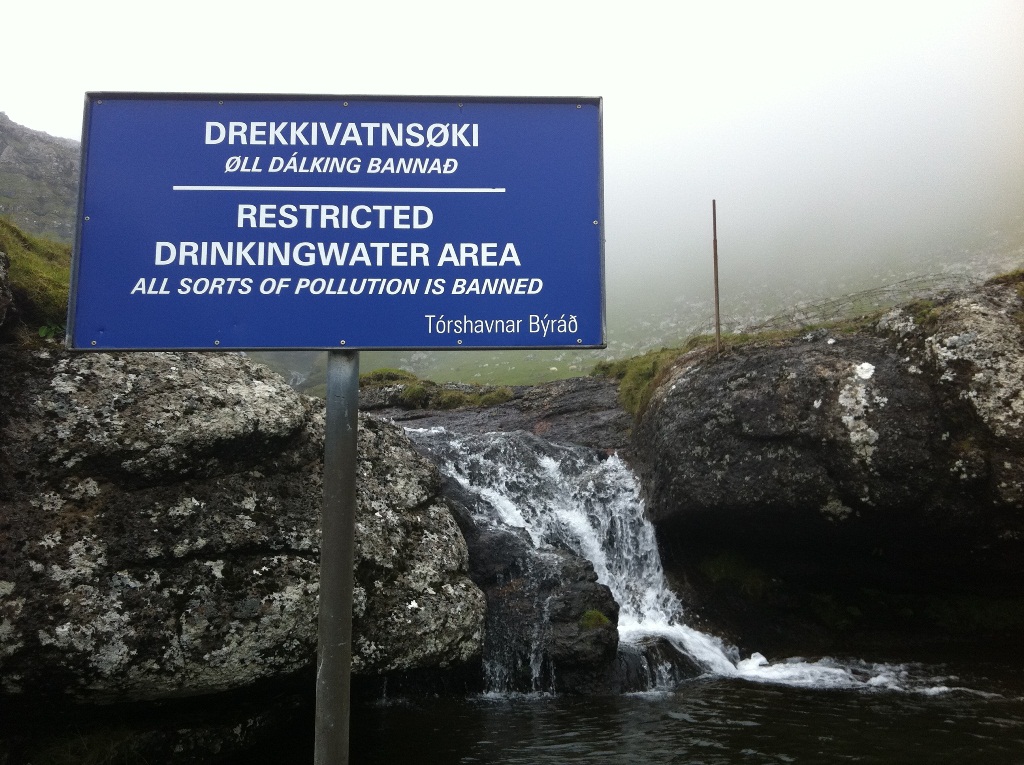 DREKKIVATNSØKI
ØLL DÁLKING BANNAÐ
RESTRICTED
DRINKINGWATER AREA
ALL SORTS OF POLLUTION IS BANNED
Tórshavnar Býráð